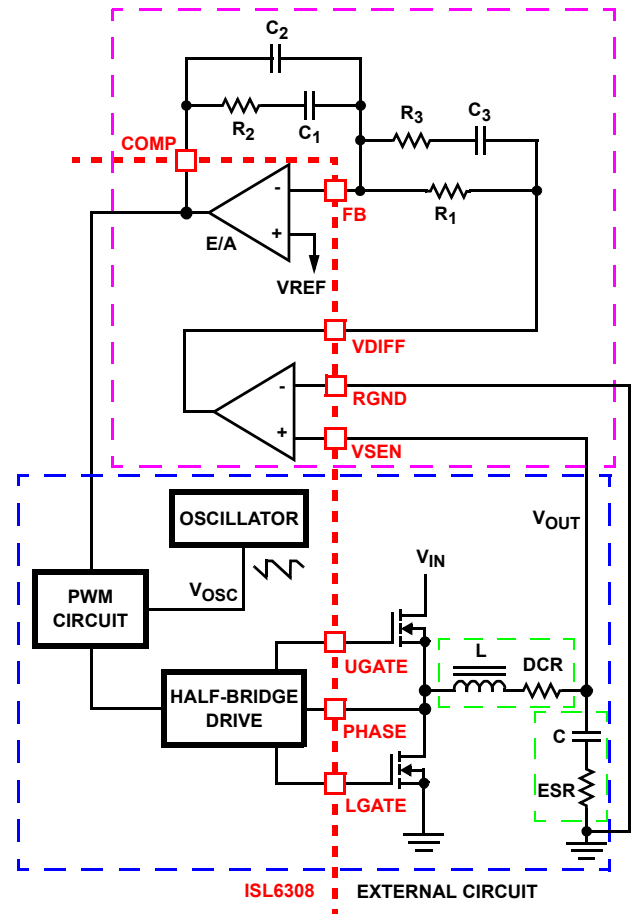 C2
R2
C1
R3
C3
COMP
-
FB
R1
E/A
+
VREF
VDIFF
-
RGND
+
VSEN
OSCILLATOR
VOUT
VIN
PWM
CIRCUIT
VOSC
L
DCR
UGATE
HALF-BRIDGE
DRIVE
PHASE
C
LGATE
ESR
ISL6308
EXTERNAL CIRCUIT